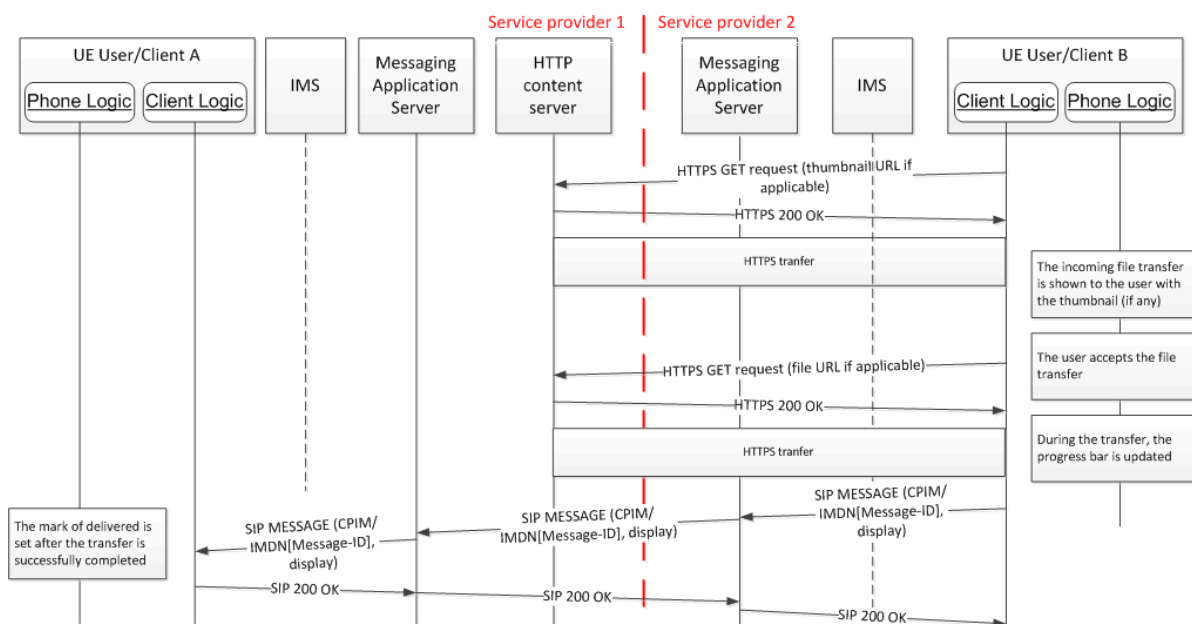 Service provider 1
Service provider 2
UE User/Client A
Phone Logic
Client Logic
IMS
Messaging
Application
Server
HTTP
content
server
Messaging
Application
Server
IMS
UE User/Client B
Client Logic
Phone Logic
HTTPS GET request (thumbnail URL if
applicable)
HTTPS 200 OK
HTTPS tranfer
The incoming file transfer
is shown to the user with
the thumbnail (if any)
The user accepts the file
transfer
HTTPS GET request (file URL if applicable)
HTTPS 200 OK
During the transfer, the
progress bar is updated
HTTPS tranfer
SIP MESSAGE (CPIM/
IMDN[Message-ID],
display)
SIP MESSAGE (CPIM/
IMDN[Message-ID], display)
SIP MESSAGE (CPIM/
IMDN[Message-ID],
display)
The mark of delivered is
set after the transfer is
successfully completed
SIP 200 OK
SIP 200 OK
SIP 200 OK